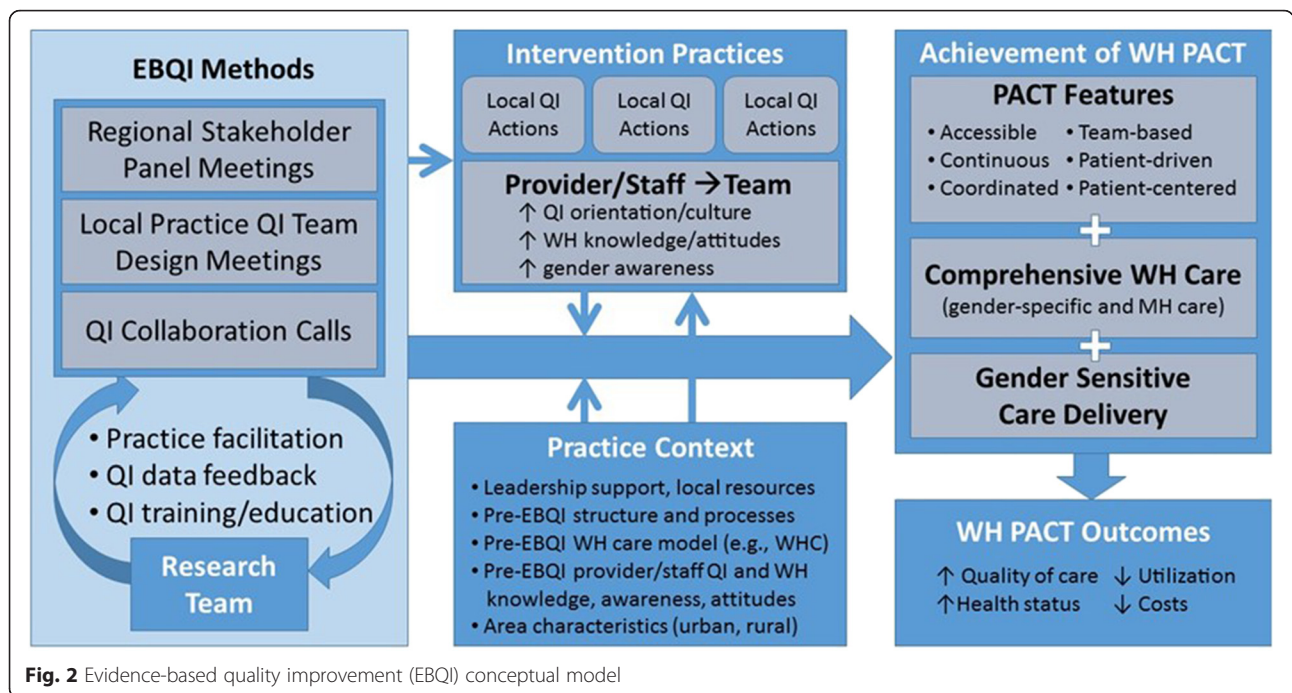 EBQI Methods
Regional Stakeholder
Panel Meetings
Local Practice QI Team
Design Meetings
QI Collaboration Calls
• Practice facilitation
• QI data feedback
• QI training/education
Research
Team
Intervention Practices
Local QI
Actions
Local QI
Actions
Local QI
Actions
Provider/Staff →Team
↑ QI orientation/culture
↑ WH knowledge/attitudes
↑ gender awareness
Practice Context
• Leadership support, local resources
• Pre-EBQI structure and processes
• Pre-EBQI WH care model (e.g., WHC)
• Pre-EBQI provider/staff QI and WH
knowledge, awareness, attitudes
• Area characteristics (urban, rural)
Achievement of WH PACT
PACT Features
• Accessible • Team-based
• Continuous • Patient-driven
• Coordinated • Patient-centered
+
Comprehensive WH Care
(gender-specific and MH care)
+
Gender Sensitive
Care Delivery
WH PACT Outcomes
↑ Quality of care ↓ Utilization
↑Health status ↓ Costs
Fig. 2 Evidence-based quality improvement (EBQI) conceptual model